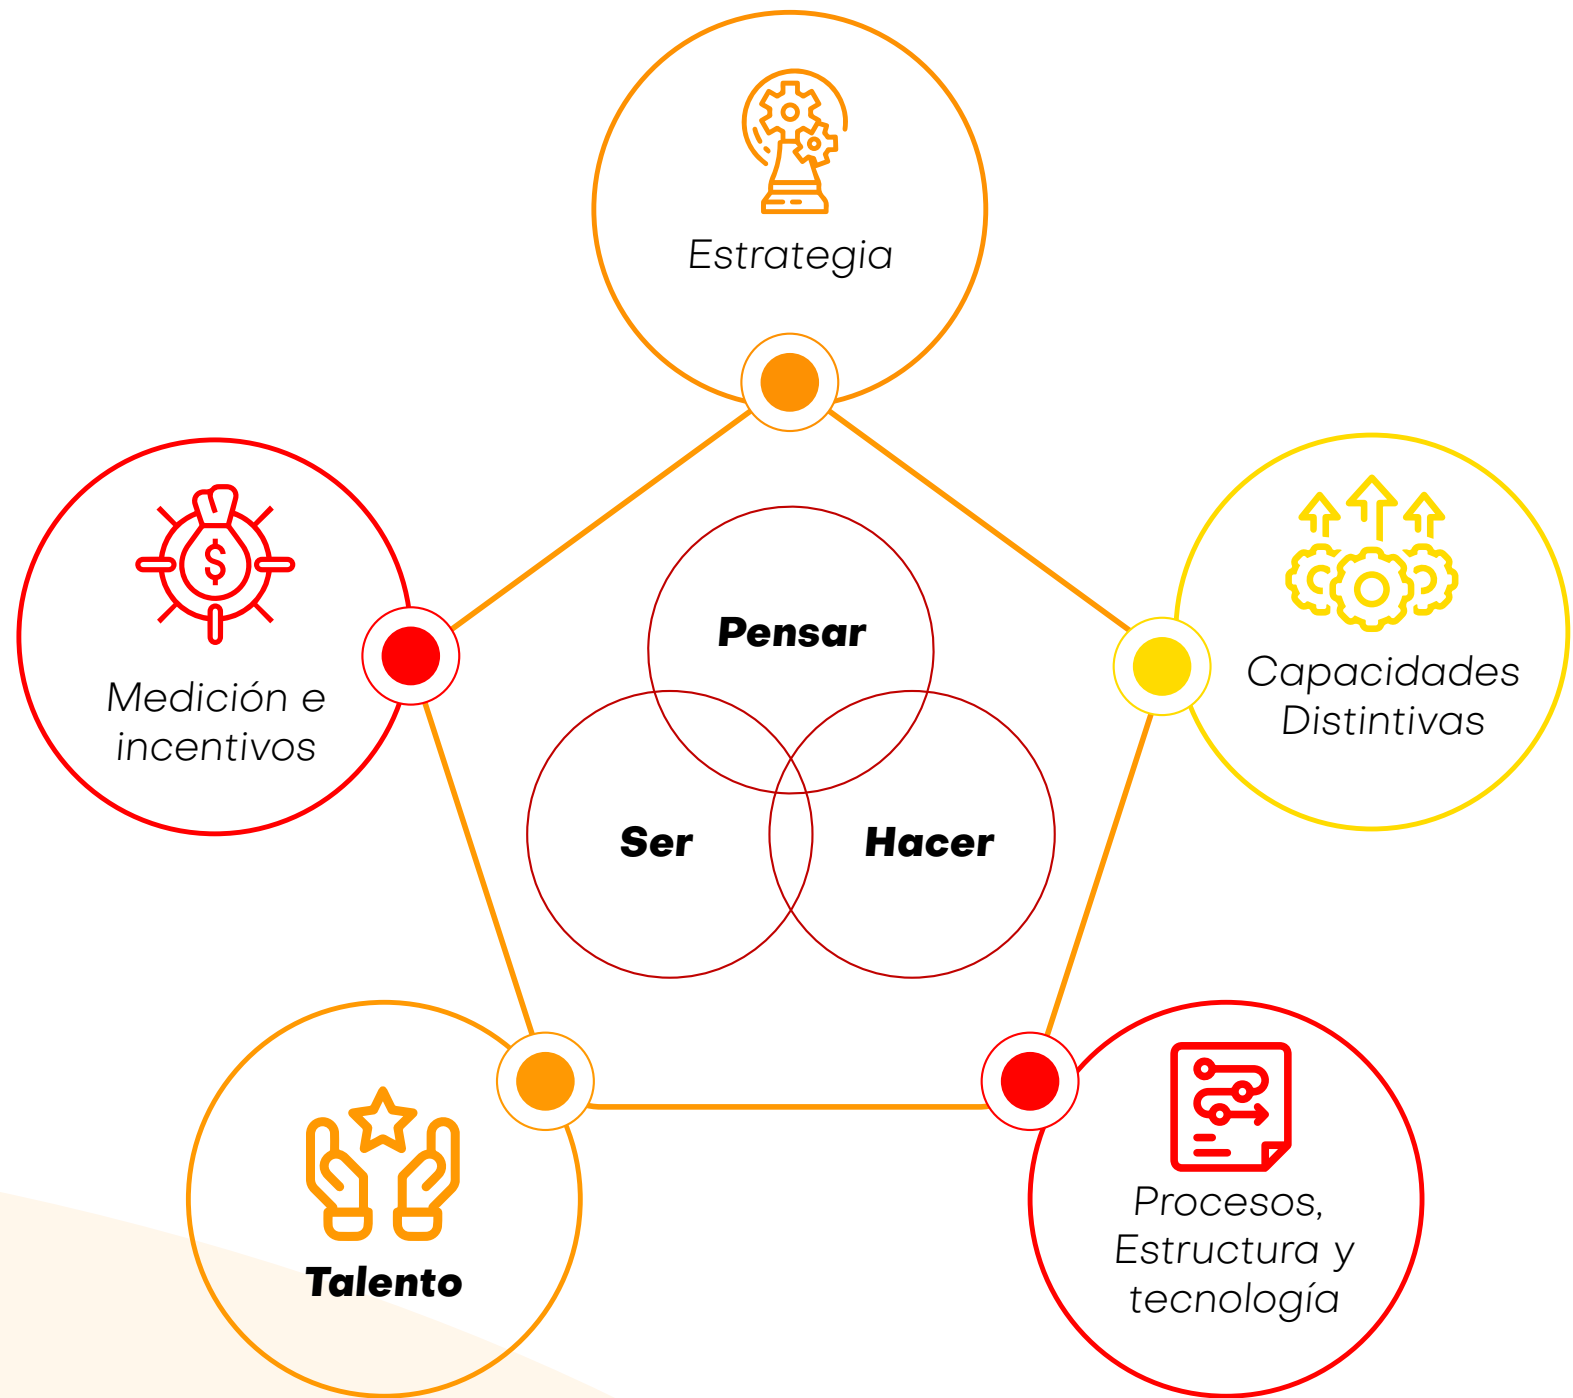 Estrategia
$
Medición e
incentivos
Pensar
Ser
Hacer
Capacidades
Distintivas
Talento
Procesos,
Estructura y
tecnología